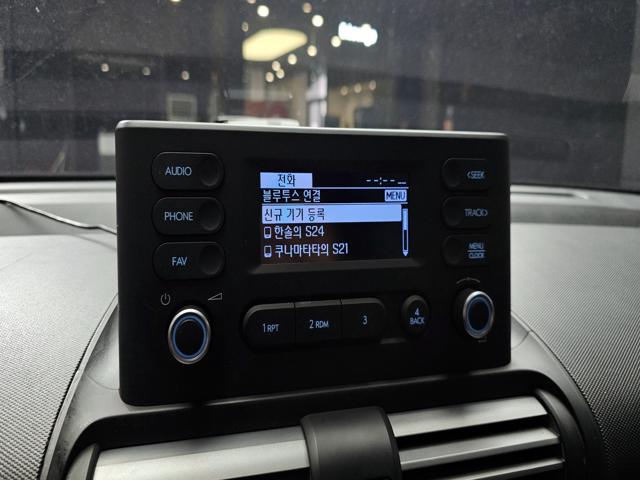 전화 --:--
블루투스 연결 MENU
신규 기기 등록
한솔의 S24
쿠나마타타의 S21
AUDIO
PHONE
FAV
<SEEK
TRACK>
MENU
CLOCK
1 RPT
2 RDM
3
4
BACK